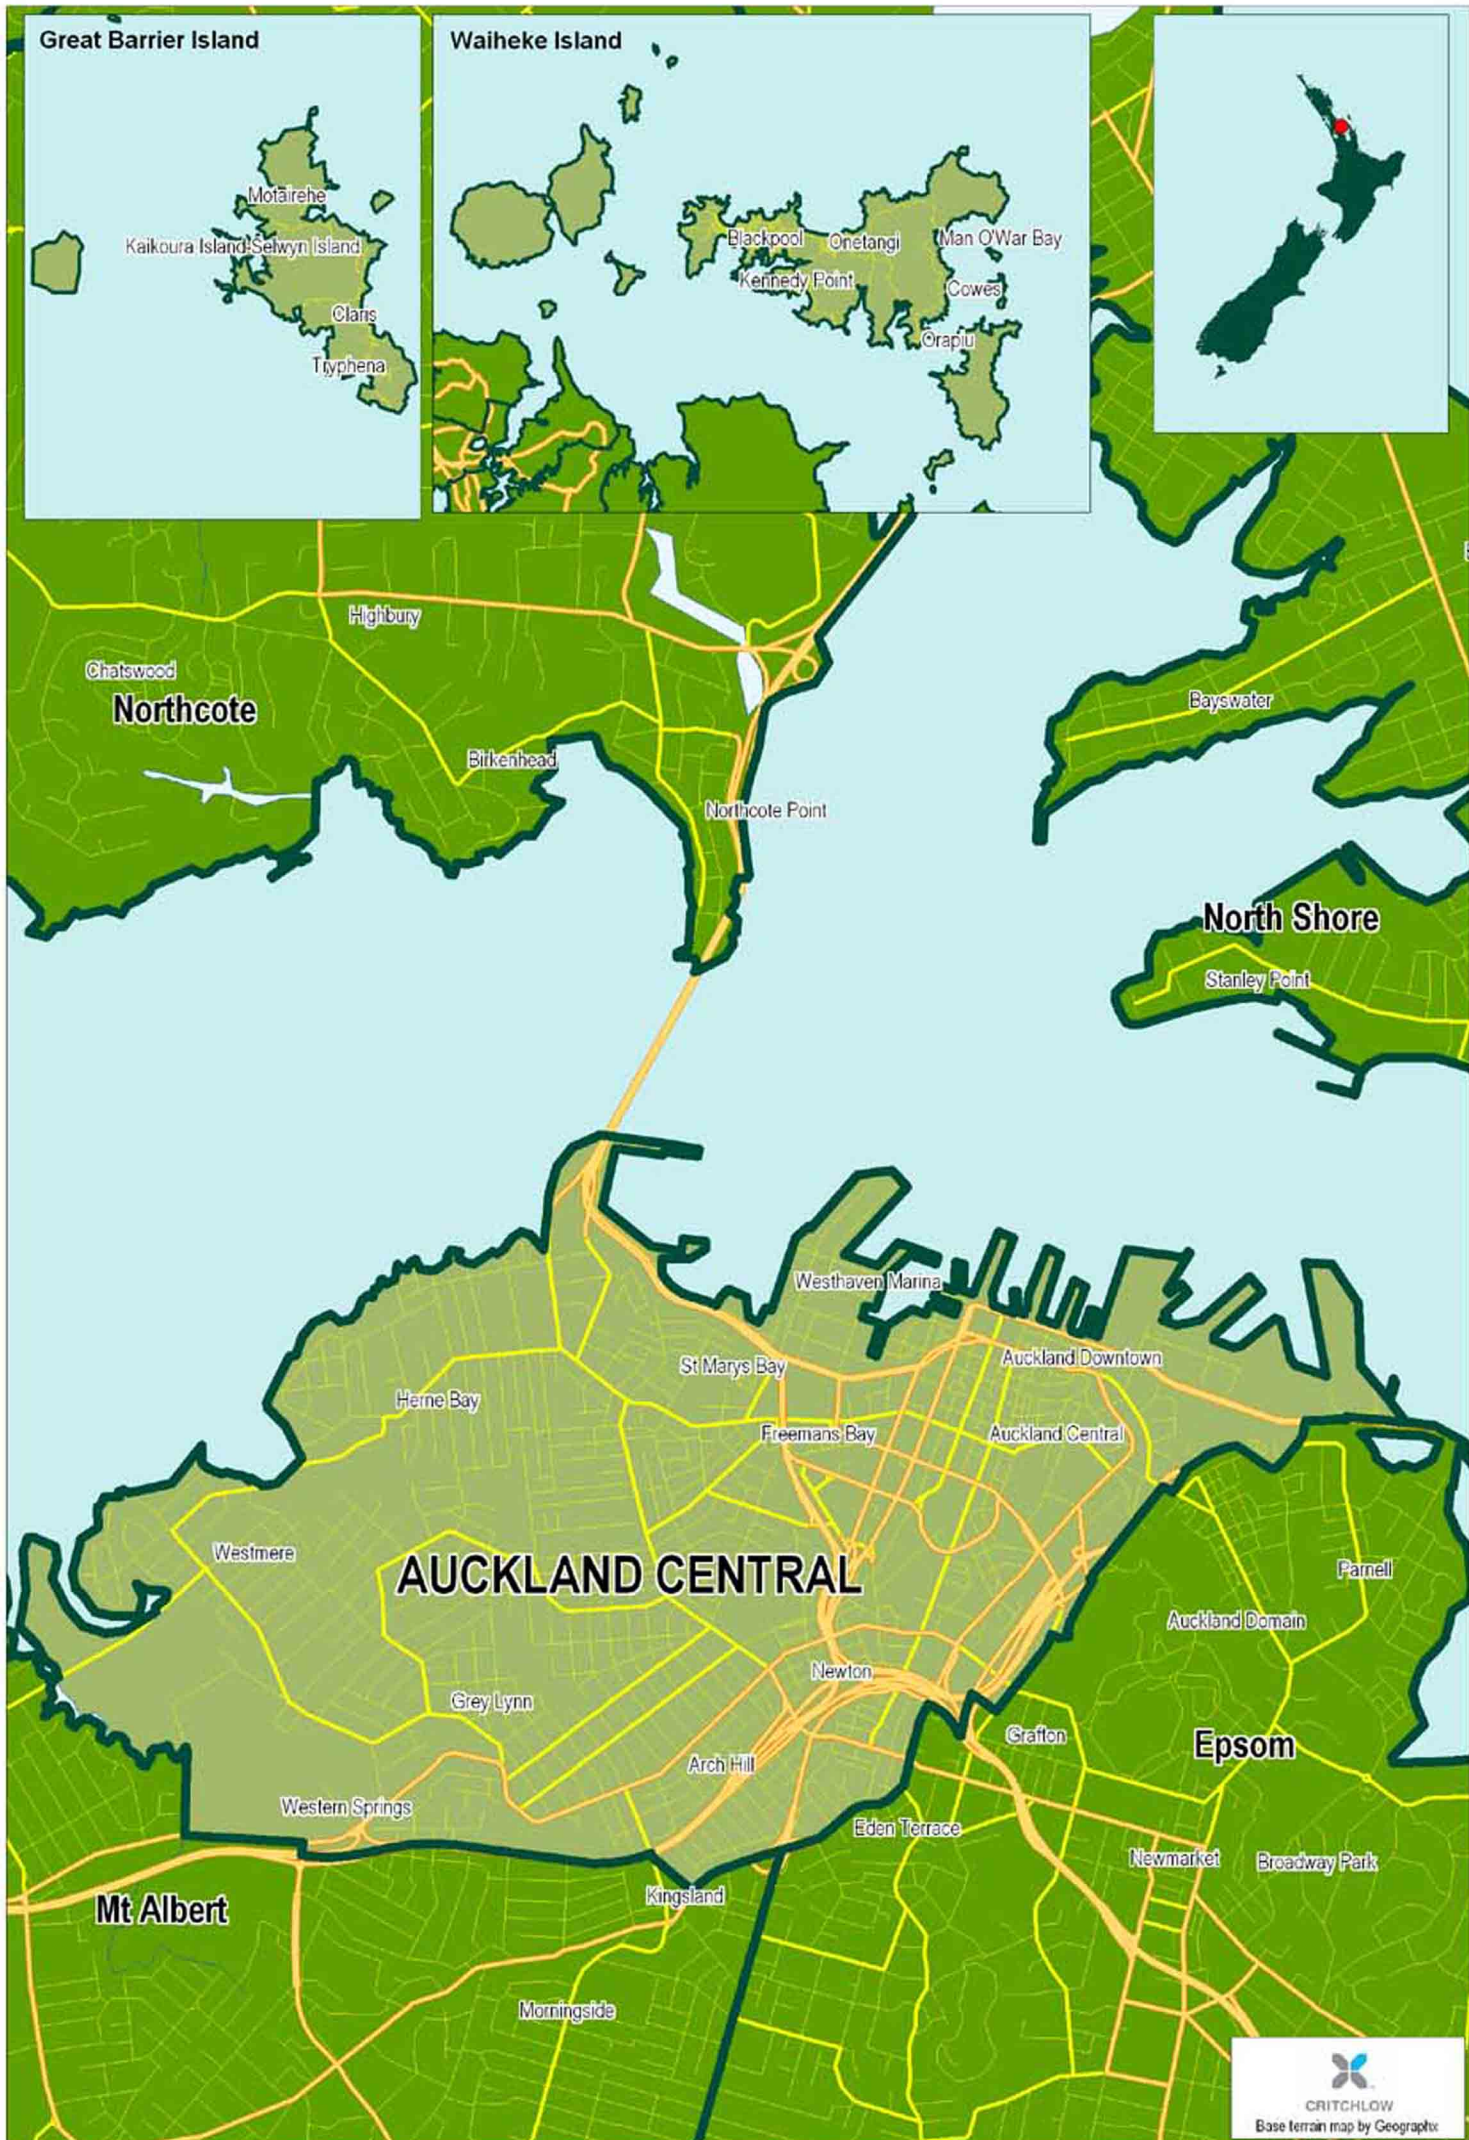 Great Barrier Island
Waiheke Island
Motairehe
Kaikoura Island-Selwyn Island
Claris
Tryphena
Blackpool
Onetangi
Man O'War Bay
Kennedy Point
Cowes
Orapiu
Highbury
Chatswood
Northcote
Birkenhead
Bayswater
Northcote Point
North Shore
Stanley Point
Westhaven Marina
St Marys Bay
Auckland Downtown
Herne Bay
Freemans Bay
Auckland Central
Westmere
AUCKLAND CENTRAL
Parnell
Auckland Domain
Newton
Grey Lynn
Grafton
Epsom
Arch Hill
Western Springs
Eden Terrace
Newmarket
Broadway Park
Mt Albert
Kingsland
Morningside
CRITCHLOW
Base terrain map by Geographx